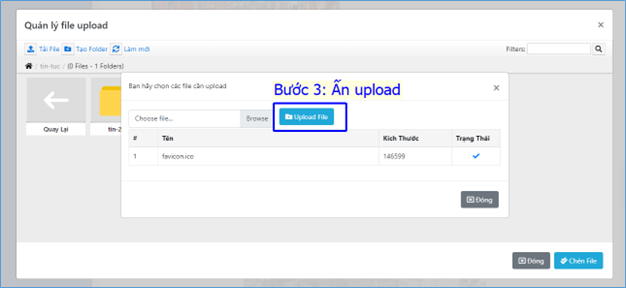 Quản lý file upload ×
Tải File Tạo Folder Làm mới Filters:
/ tin-tuc / (0 Files - 1 Folders)
Bạn hãy chọn các file cần upload ×
Bước 3: Ấn upload
Choose file... Browse Upload File
# Tên Kích Thước Trạng Thái
1 favicon.ico 146599
Quay Lại tin-2
Đóng
Đóng Chèn File